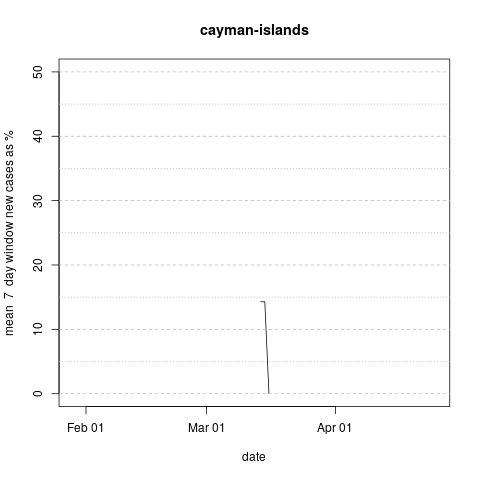 cayman-islands
mean 7 day window new cases as %
50
40
30
20
10
0
Feb 01
Mar 01
Apr 01
date